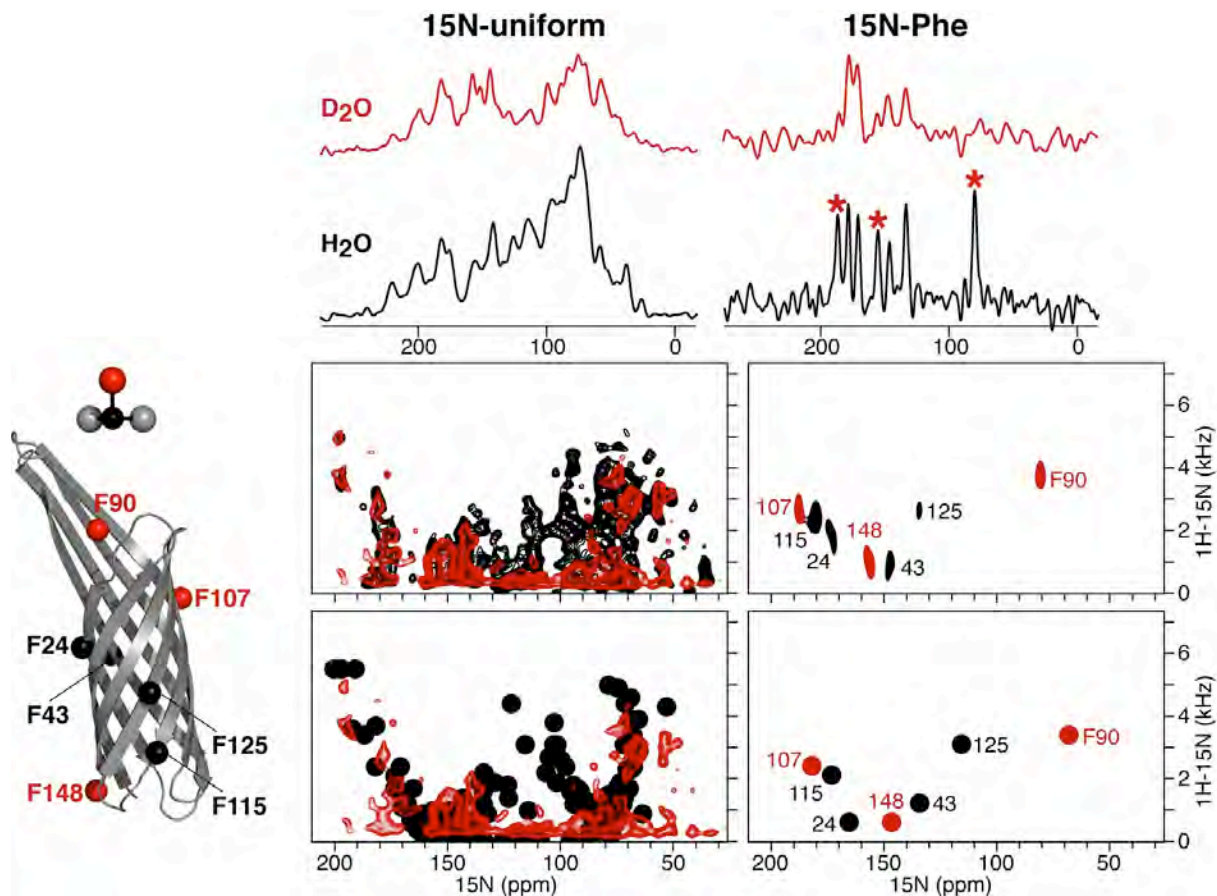 15N-uniform 15N-Phe
D2O
H2O
* * *
200 100 0 200 100 0
F90
F107
F24
F43
F125
F115
F148
6
4
2
0
1H-15N (kHz)
107
115
24
148
43
125
F90
6
4
2
0
1H-15N (kHz)
107
115
24
148
43
125
F90
200 150 100 50 200 150 100 50
15N (ppm) 15N (ppm)